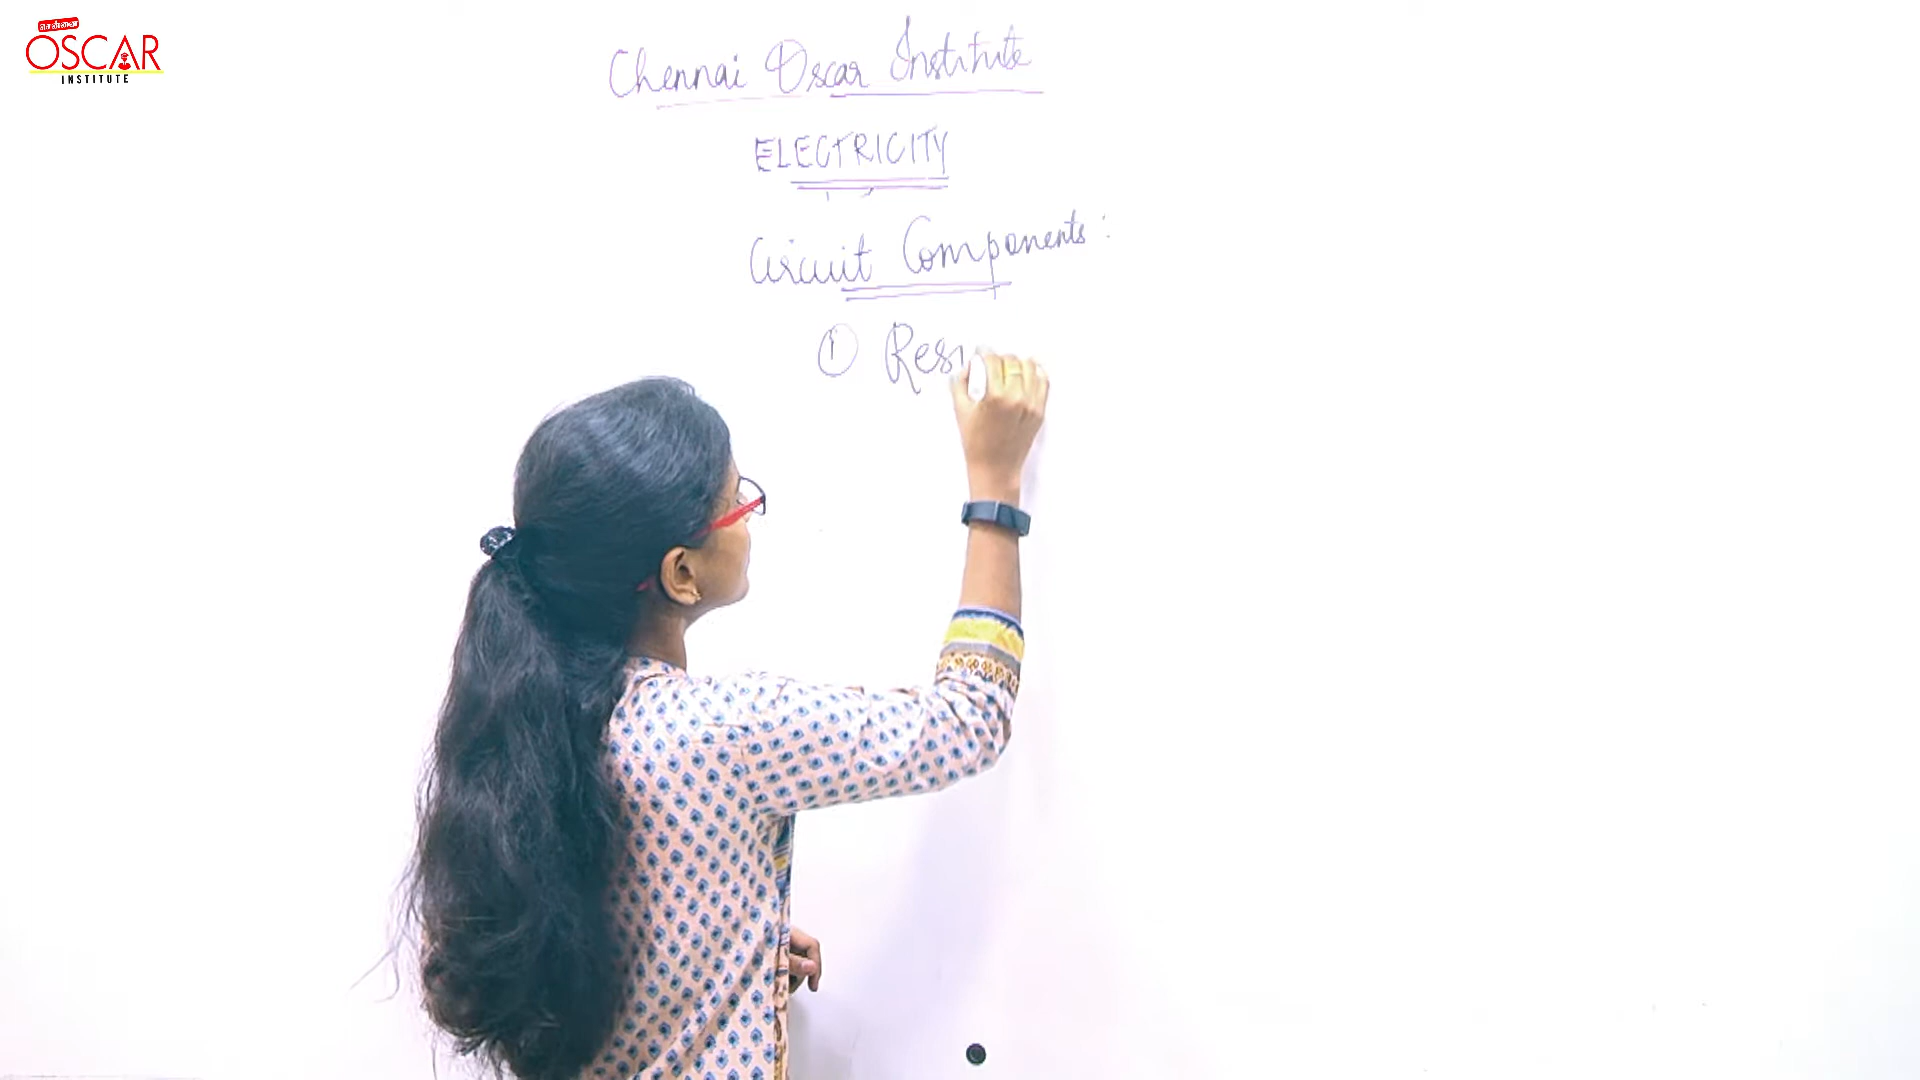 OSCAR
INSTITUTE
Chennai Oscar Institute
ELECTRICITY
Circuit Components:
① Resi